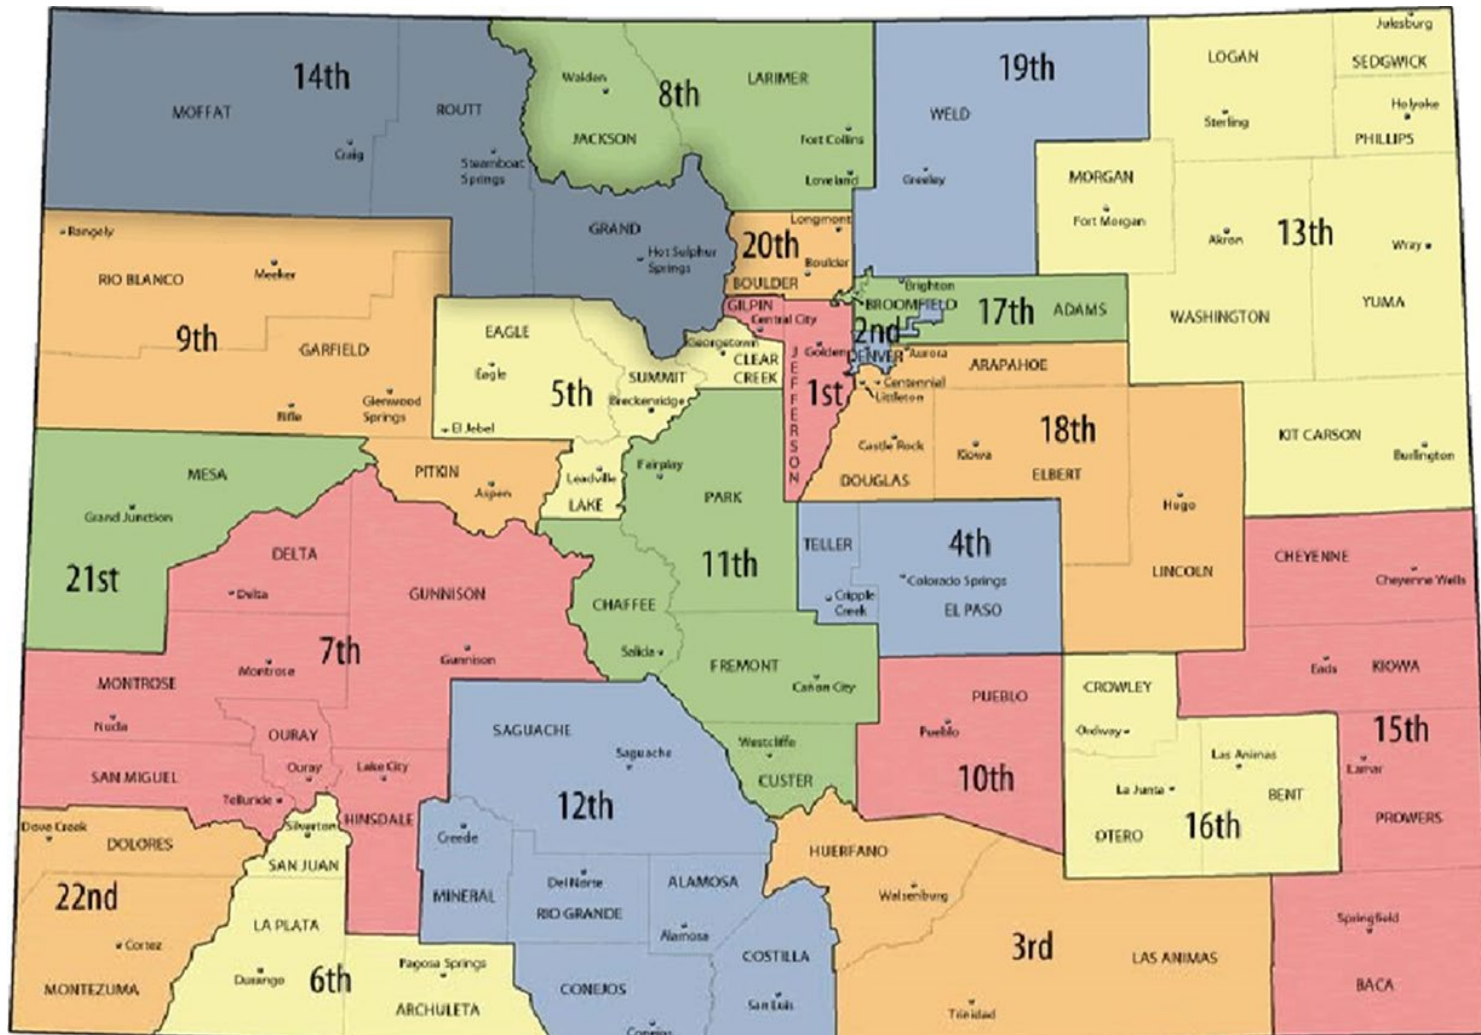 Julesburg
LOGAN
SEDGWICK
14th
19th
Walden
LARIMER
8th
MOFFAT
ROUTT
WELD
Holyoke
Sterling
PHILLIPS
JACKSON
Fort Collins
Craig
Steamboat
Springs
Loveland
Greeley
MORGAN
Fort Morgan
Rangely
GRAND
Longmont
Akron
13th
Wray
Hot Sulphur
Springs
20th
Boulder
BOULDER
RIO BLANCO
Meeker
Brighton
BROOMFIELD
YUMA
GILPIN
Central City
17th
ADAMS
WASHINGTON
9th
EAGLE
2nd
GARFIELD
Georgetown
Golden
DENVER
Aurora
CLEAR
CREEK
ARAPAHOE
Eagle
SUMMIT
5th
Breckenridge
JEFFERSON
1st
Centennial
Littleton
Rifle
Glenwood
Springs
El Jebel
18th
KIT CARSON
Castle Rock
Kiowa
Burlington
MESA
PITKIN
Leadville
Fairplay
ELBERT
DOUGLAS
Aspen
LAKE
PARK
Hugo
Grand Junction
TELLER
4th
DELTA
CHEYENNE
21st
11th
LINCOLN
Cheyenne Wells
Delta
GUNNISON
Colorado Springs
CHAFFEE
Cripple
Creek
EL PASO
7th
Salida
Montrose
Gunnison
FREMONT
Eads
KIOWA
MONTROSE
Cañon City
CROWLEY
PUEBLO
Nucla
OURAY
SAGUACHE
Pueblo
Ordway
15th
Westcliffe
Saguache
Las Animas
SAN MIGUEL
Ouray
Lake City
CUSTER
10th
Lamar
La Junta
BENT
Telluride
12th
HINSDALE
PROWERS
Dove Creek
Silverton
16th
OTERO
DOLORES
Creede
HUERFANO
SAN JUAN
22nd
Del Norte
ALAMOSA
MINERAL
Walsenburg
RIO GRANDE
Springfield
LA PLATA
Alamosa
Cortez
3rd
COSTILLA
LAS ANIMAS
Pagosa Springs
Durango
6th
MONTEZUMA
CONEJOS
BACA
San Luis
ARCHULETA
Trinidad
Conejos